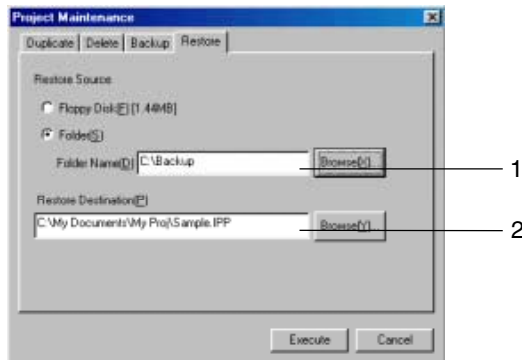 Project Maintenance
Duplicate Delete Backup Restore
Restore Source
Floppy Disk(F) [1.44MB]
Folder(S)
Folder Name(D) C:\Backup Browse(X)... 1
Restore Destination(P)
C:\My Documents\My Proj\Sample.IPP Browse(Y)... 2
Execute Cancel